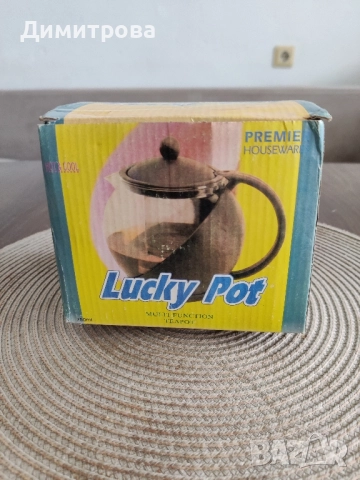 Димитрова
PREMIE
HOUSEWARE
Lucky Pot
MULTI FUNCTION
TEAPOT
BAZAR